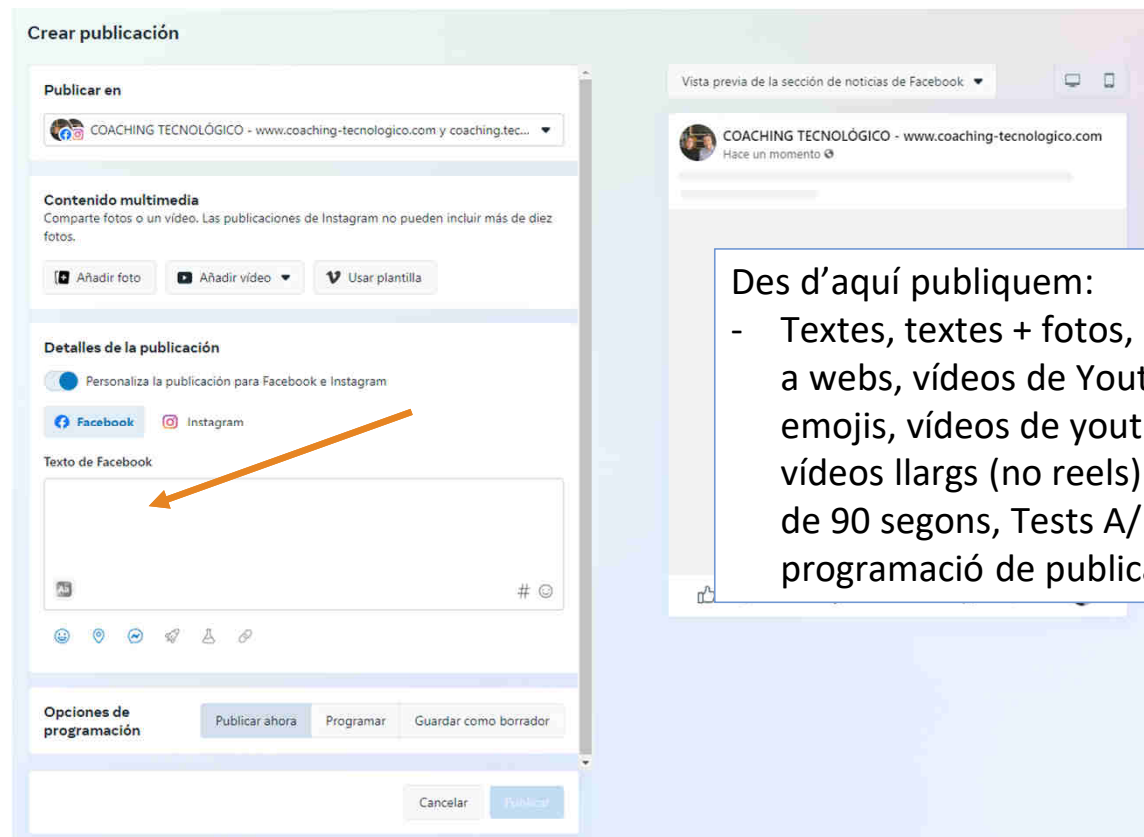 Crear publicación
Publicar en
COACHING TECNOLÓGICO - www.coaching-tecnologico.com y coaching.tec...
Contenido multimedia
Comparte fotos o un vídeo. Las publicaciones de Instagram no pueden incluir más de diez
fotos.
Añadir foto
Añadir vídeo
Usar plantilla
Detalles de la publicación
Personaliza la publicación para Facebook e Instagram
Facebook
Instagram
Texto de Facebook
Opciones de
programación
Publicar ahora
Programar
Guardar como borrador
Cancelar
Publicar
Vista previa de la sección de noticias de Facebook
COACHING TECNOLÓGICO - www.coaching-tecnologico.com
Hace un momento
Des d’aquí publiquem:
- Textes, textes + fotos,
a webs, vídeos de Yout
emojis, vídeos de yout
vídeos llargs (no reels)
de 90 segons, Tests A/
programació de publica